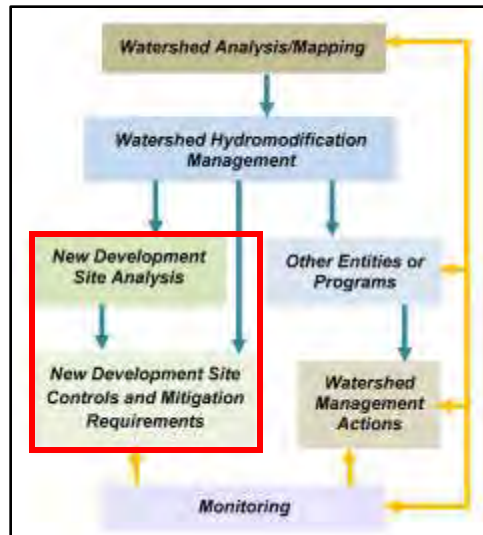 Watershed Analysis/Mapping
Watershed Hydromodification
Management
New Development
Site Analysis
Other Entities or
Programs
New Development Site
Controls and Mitigation
Requirements
Watershed
Management
Actions
Monitoring